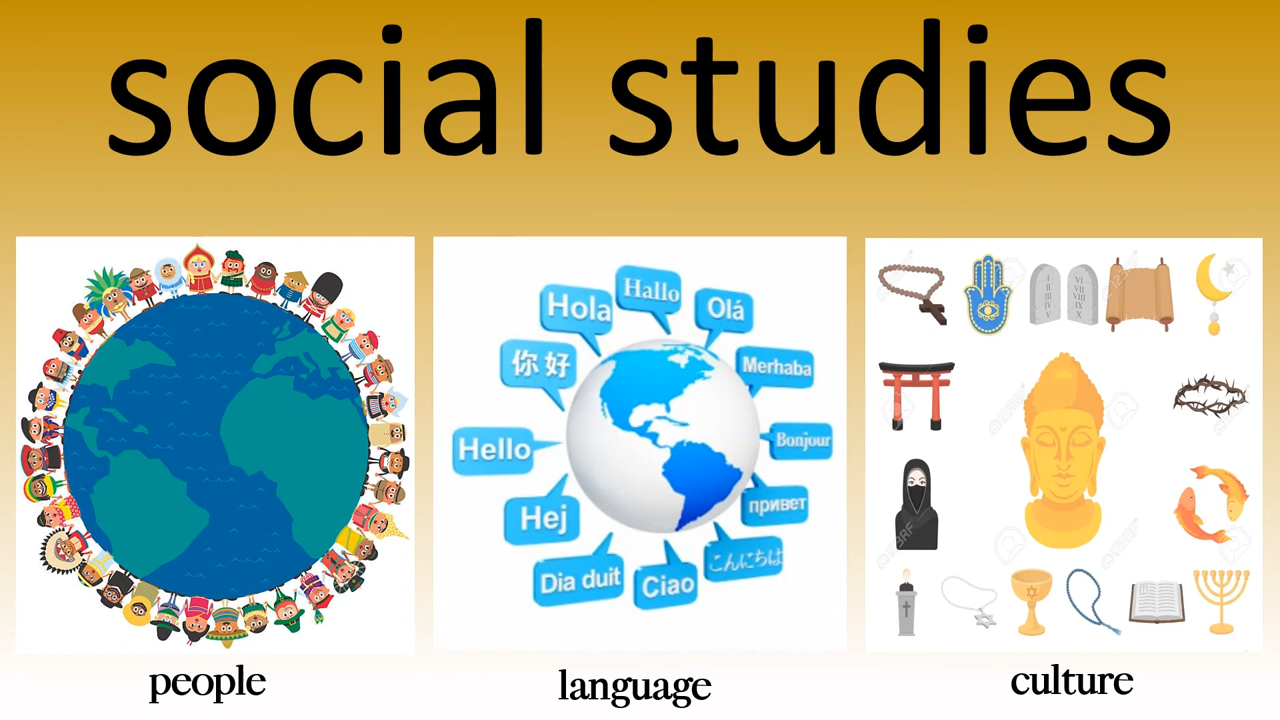 social studies
Hallo
Hola
Olá
你好
Merhaba
Hello
Bonjour
Hej
привет
Dia duit
Ciao
こんにちは
people
language
culture